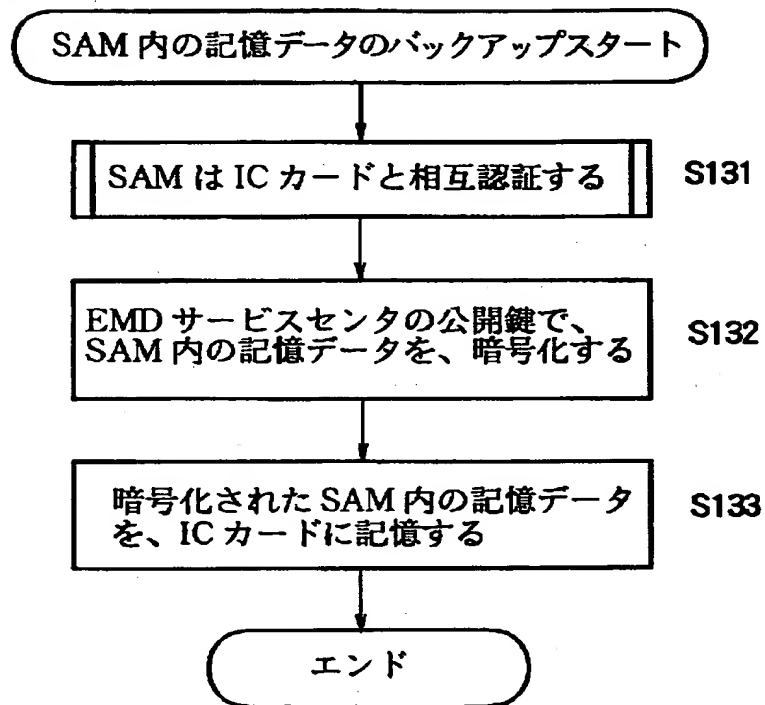 SAM 内の記憶データのバックアップスタート
SAM は IC カードと相互認証する
S131
EMD サービスセンタの公開鍵で、
SAM 内の記憶データを、暗号化する
S132
暗号化された SAM 内の記憶データ
を、IC カードに記憶する
S133
エンド